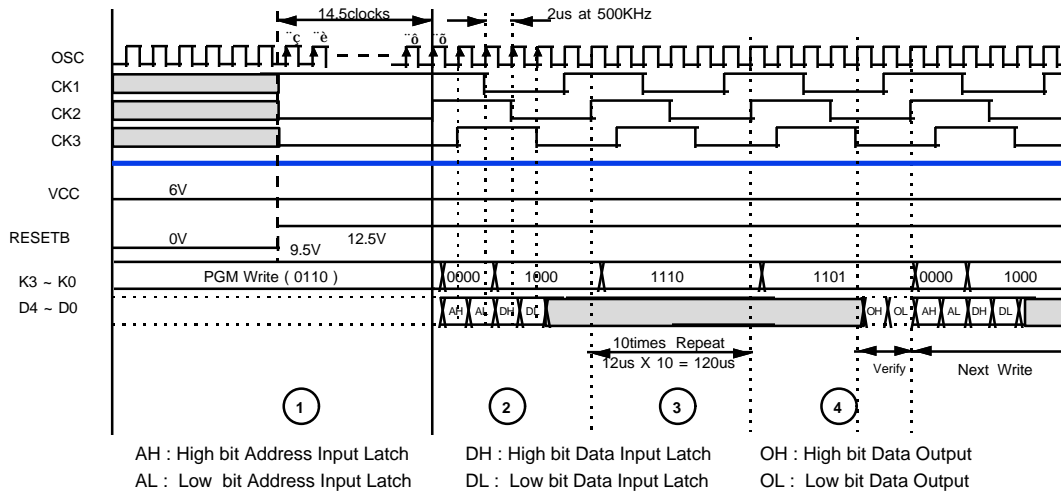 14.5clocks 2us at 500KHz
¨ç ¨è ¨ô ¨õ
OSC
CK1
CK2
CK3
VCC 6V
RESETB 0V 9.5V 12.5V
K3 ~ K0 PGM Write ( 0110 ) 0000 1000 1110 1101 0000 1000
D4 ~ D0 AH AL DH DL OH OL AH AL DH DL
10times Repeat
12us X 10 = 120us Verify Next Write
1 2 3 4
AH : High bit Address Input Latch DH : High bit Data Input Latch OH : High bit Data Output
AL : Low bit Address Input Latch DL : Low bit Data Input Latch OL : Low bit Data Output